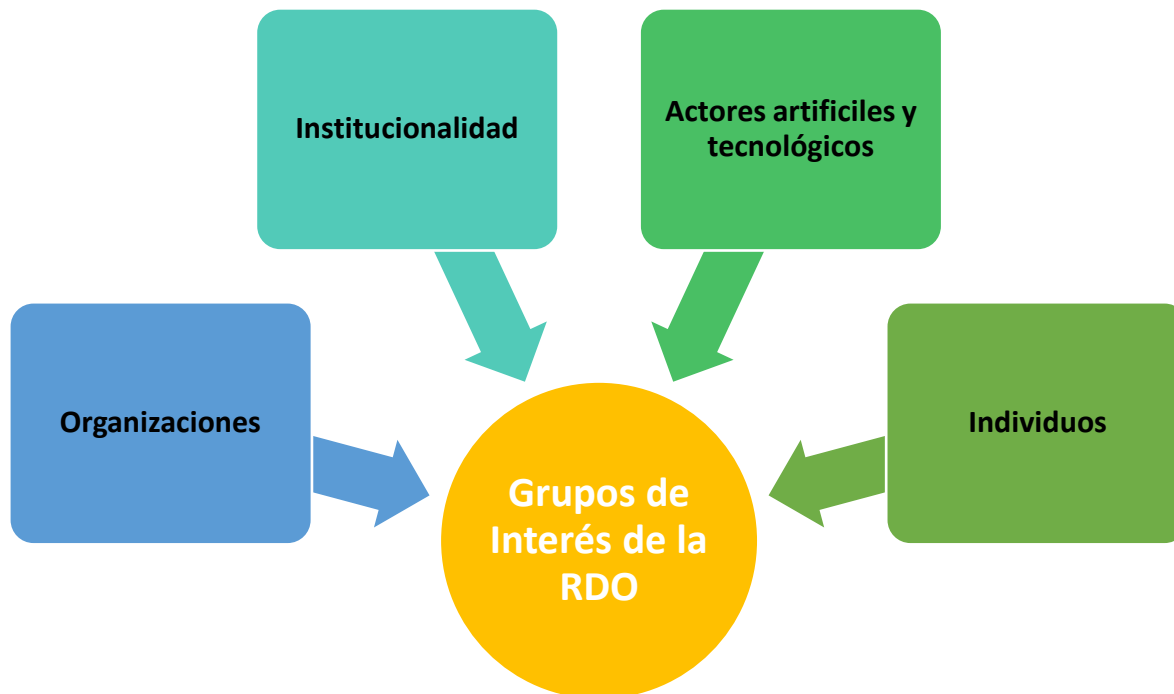 Institucionalidad
Actores artificiles y
tecnológicos
Organizaciones
Individuos
Grupos de
Interés de la
RDO